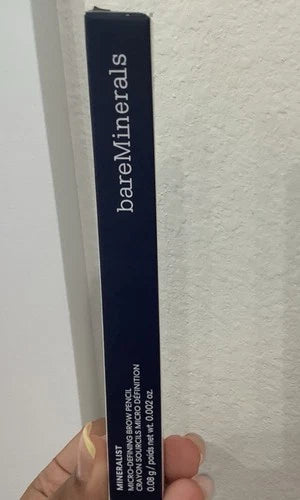 bareMinerals
MINERALIST
MICRO-DEFINING BROW PENCIL
CRAYON SOURCILS MICRO DÉFINITION
0.08 g / poids net wt. 0.002 oz.